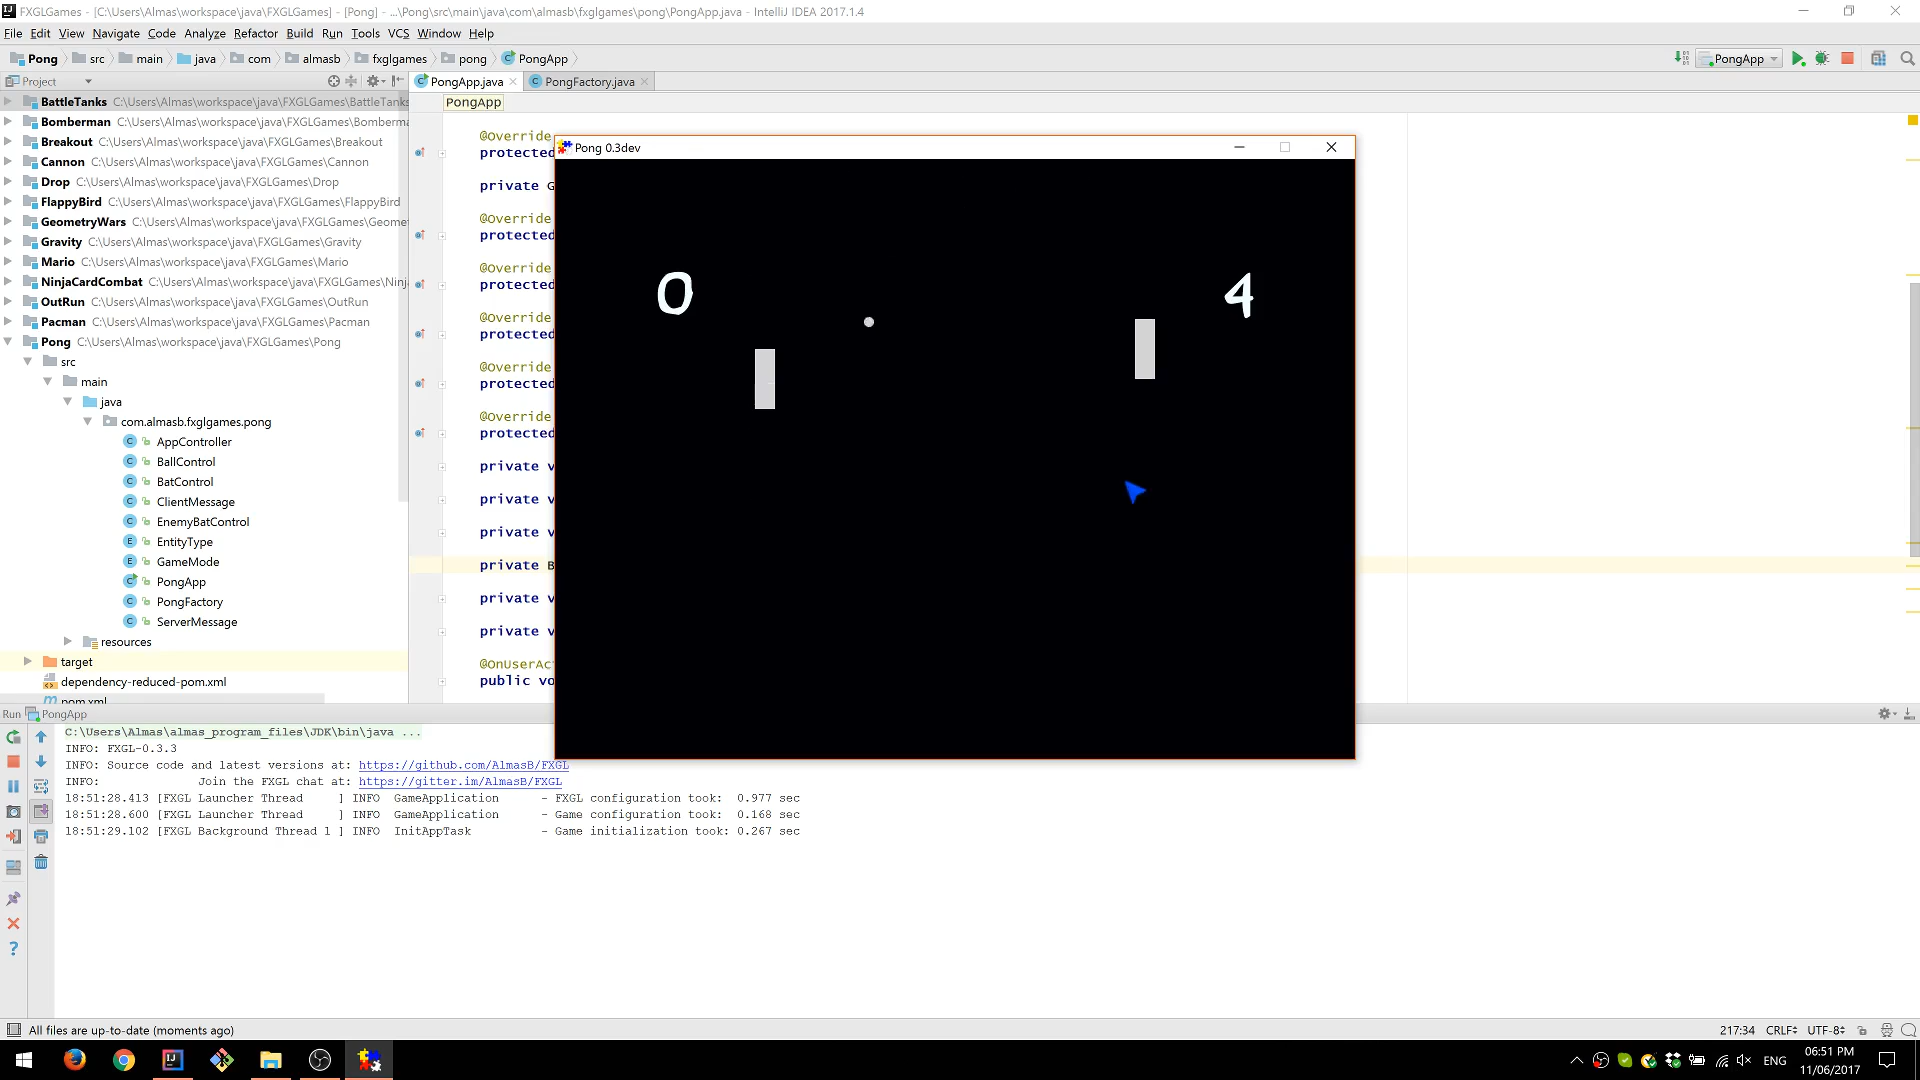 FXGLGames - [C:\Users\Almas\workspace\java\FXGLGames] - [Pong] - ...\Pong\src\main\java\com\almasb\fxglgames\pong\PongApp.java - IntelliJ IDEA 2017.1.4
File Edit View Navigate Code Analyze Refactor Build Run Tools VCS Window Help
Pong src main java com almasb fxglgames pong PongApp
PongApp
Project
PongApp.java PongFactory.java
PongApp
BattleTanks C:\Users\Almas\workspace\java\FXGLGames\BattleTanks
Bomberman C:\Users\Almas\workspace\java\FXGLGames\Bomberma
Breakout C:\Users\Almas\workspace\java\FXGLGames\Breakout
Cannon C:\Users\Almas\workspace\java\FXGLGames\Cannon
Drop C:\Users\Almas\workspace\java\FXGLGames\Drop
FlappyBird C:\Users\Almas\workspace\java\FXGLGames\FlappyBird
GeometryWars C:\Users\Almas\workspace\java\FXGLGames\Geome
Gravity C:\Users\Almas\workspace\java\FXGLGames\Gravity
Mario C:\Users\Almas\workspace\java\FXGLGames\Mario
NinjaCardCombat C:\Users\Almas\workspace\java\FXGLGames\Ninj
OutRun C:\Users\Almas\workspace\java\FXGLGames\OutRun
Pacman C:\Users\Almas\workspace\java\FXGLGames\Pacman
Pong C:\Users\Almas\workspace\java\FXGLGames\Pong
src
main
java
com.almasb.fxglgames.pong
AppController
BallControl
BatControl
ClientMessage
EnemyBatControl
EntityType
GameMode
PongApp
PongFactory
ServerMessage
resources
target
dependency-reduced-pom.xml
pom.xml
@Override
protected
private G
@Override
protected
@Override
protected
@Override
protected
@Override
protected
@Override
protected
private v
private v
private v
private B
private v
private v
@OnUserAc
public vo
Pong 0.3dev
0
4
Run PongApp
C:\Users\Almas\almas_program_files\JDK\bin\java ...
INFO: FXGL-0.3.3
INFO: Source code and latest versions at: https://github.com/AlmasB/FXGL
INFO: Join the FXGL chat at: https://gitter.im/AlmasB/FXGL
18:51:28.413 [FXGL Launcher Thread ] INFO GameApplication - FXGL configuration took: 0.977 sec
18:51:28.600 [FXGL Launcher Thread ] INFO GameApplication - Game configuration took: 0.168 sec
18:51:29.102 [FXGL Background Thread 1 ] INFO InitAppTask - Game initialization took: 0.267 sec
All files are up-to-date (moments ago)
217:34 CRLF UTF-8
ENG
06:51 PM
11/06/2017